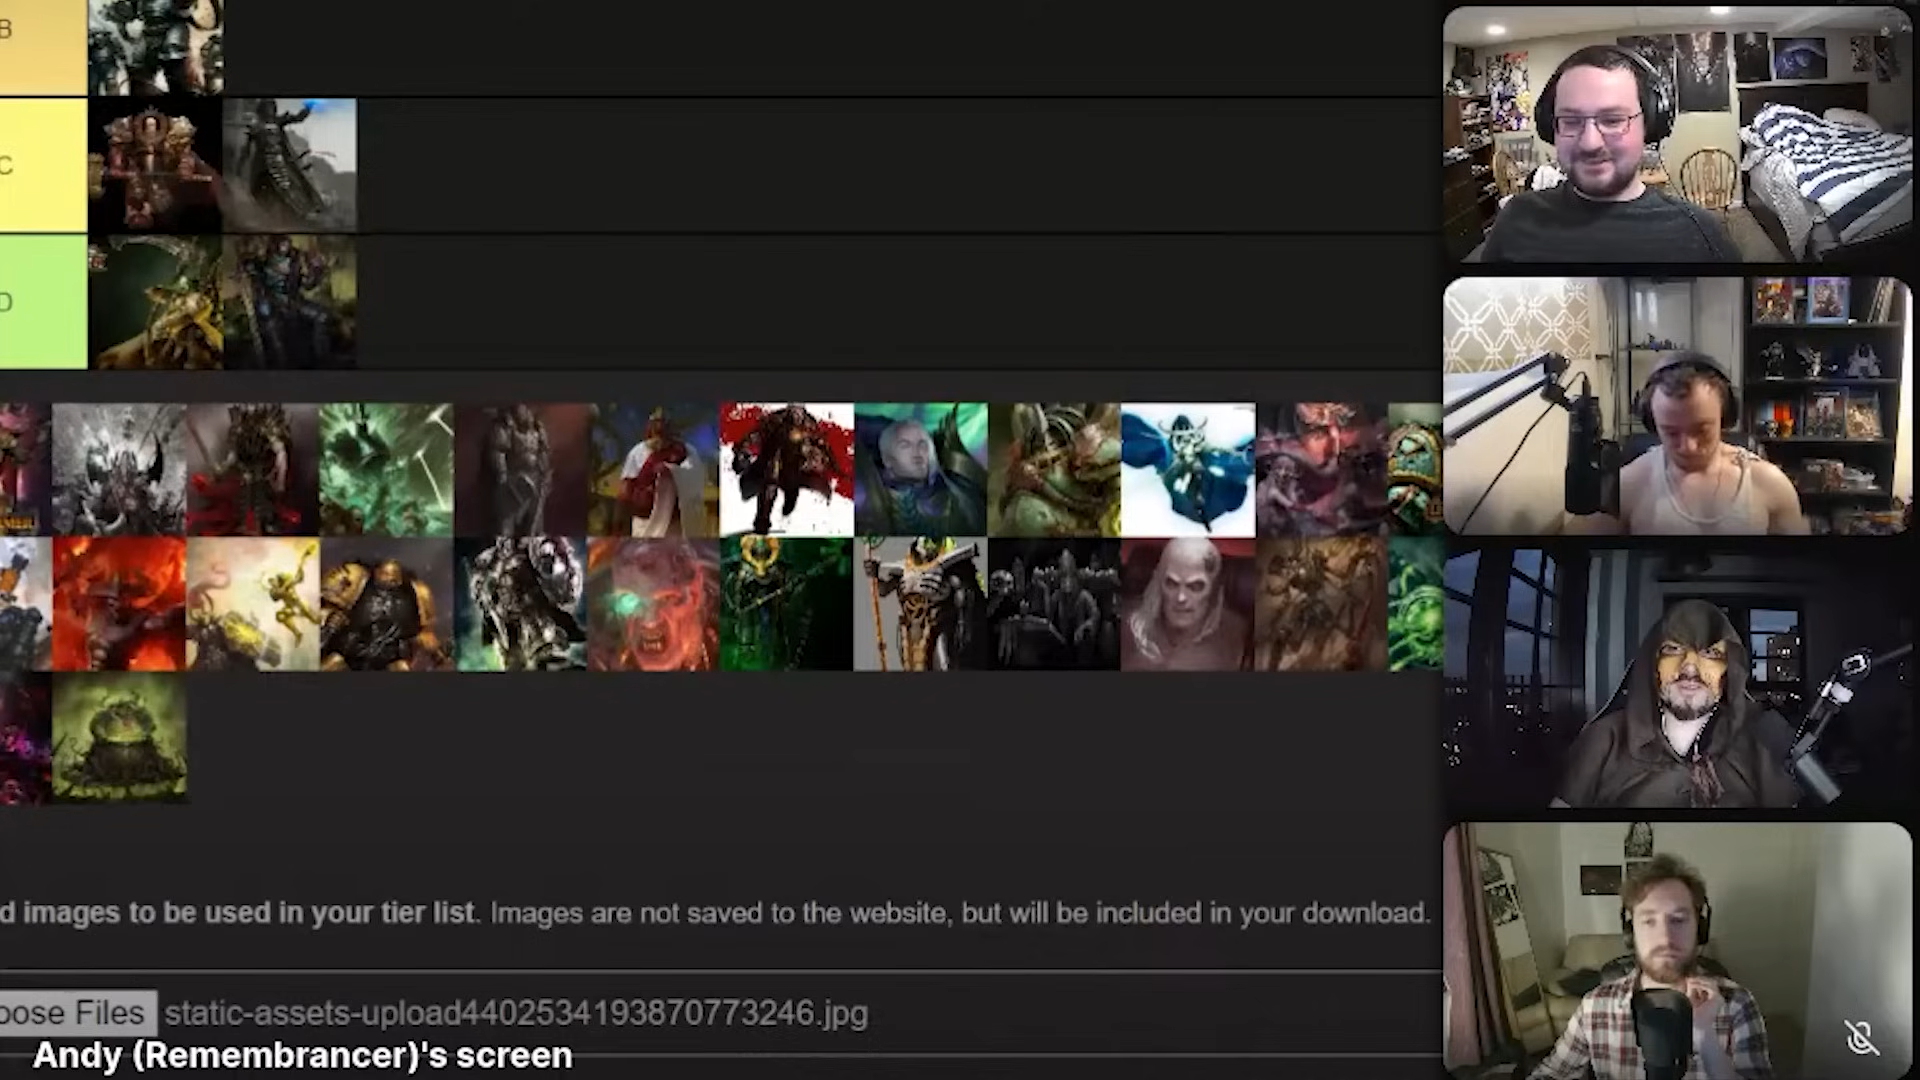 B
C
D
d images to be used in your tier list. Images are not saved to the website, but will be included in your download.
oose Files static-assets-upload4402534193870773246.jpg
Andy (Remembrancer)'s screen